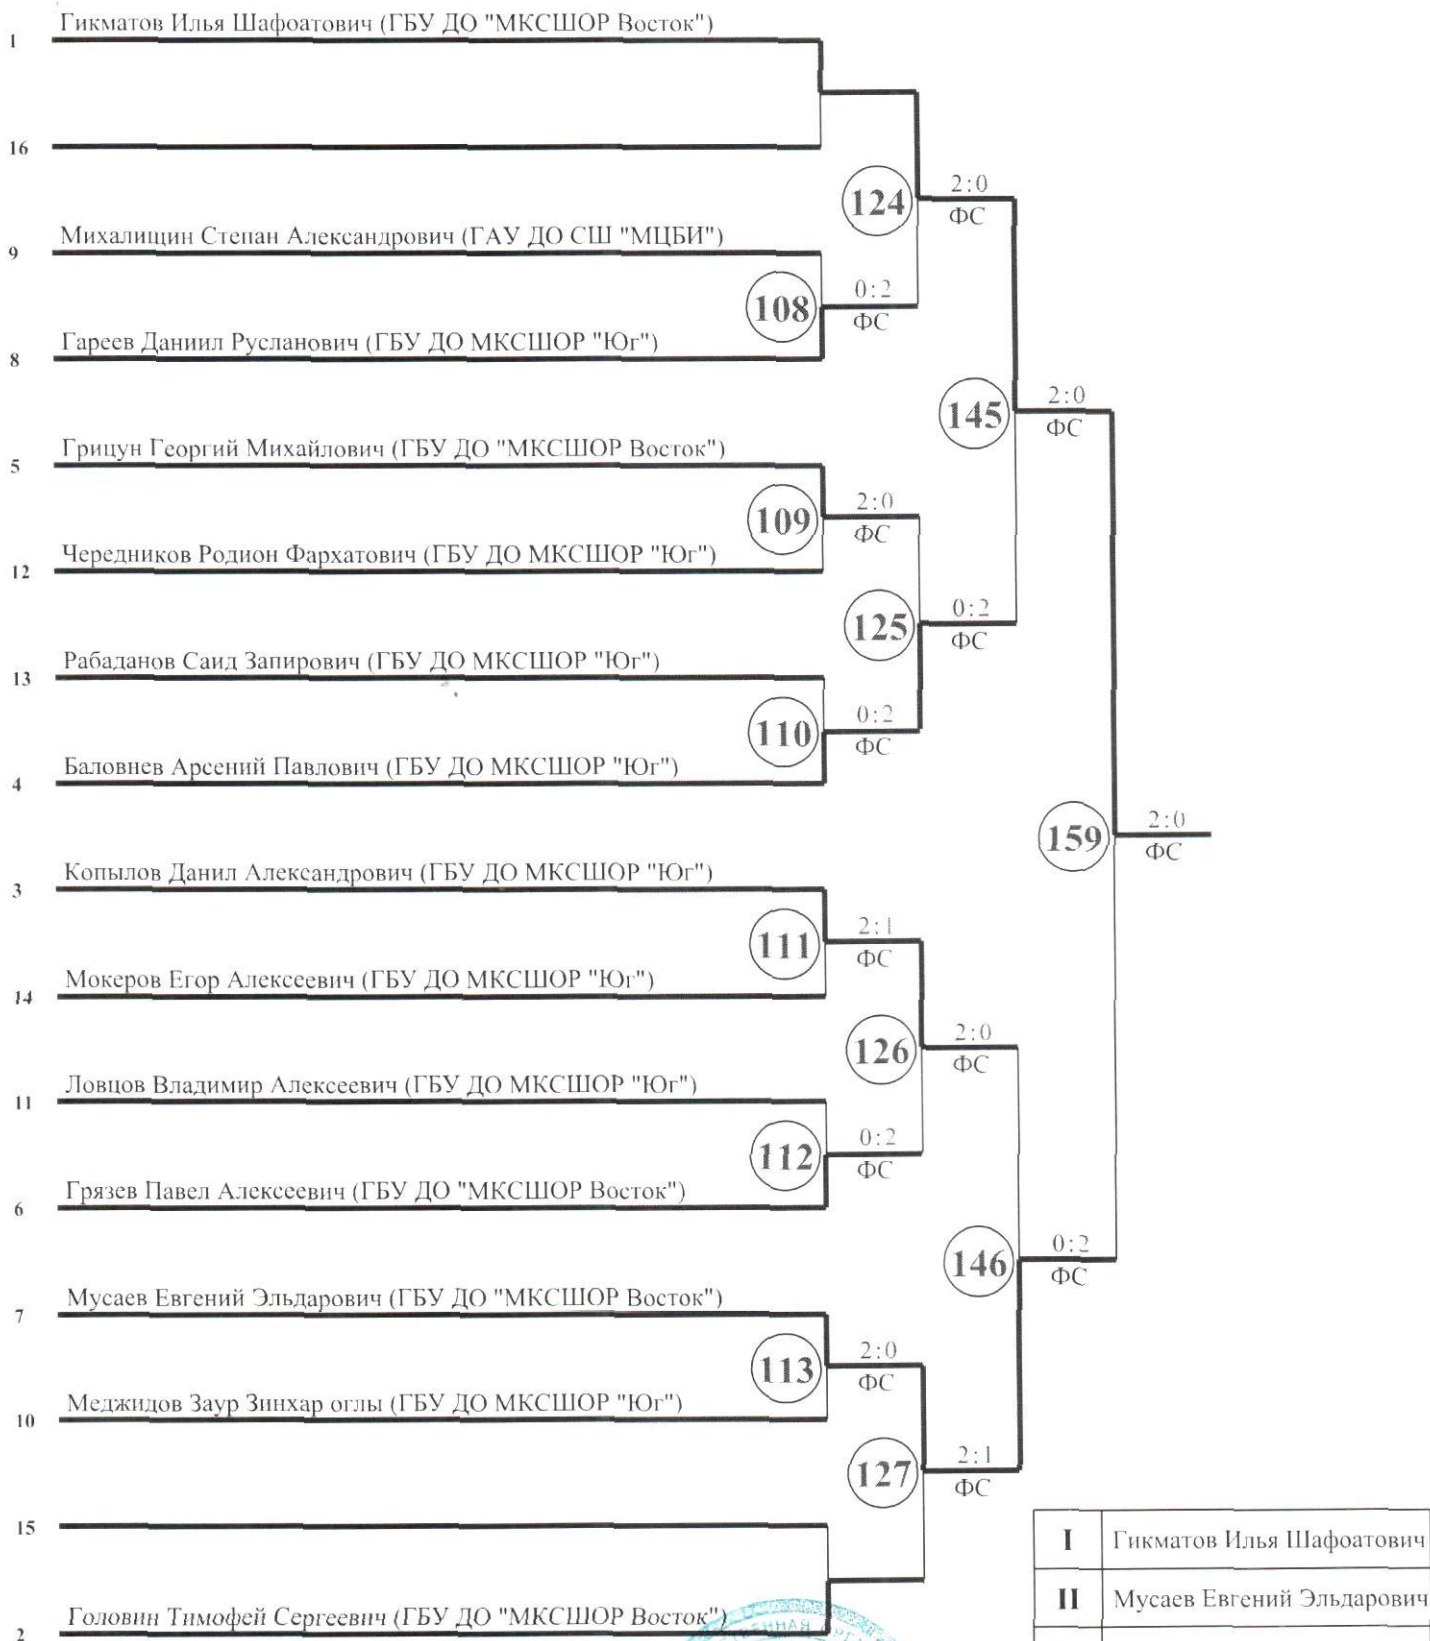 1 Гикматов Илья Шафоатович (ГБУ ДО "МКСШОР Восток")
16
124 2:0
ФС
9 Михалищин Степан Александрович (ГАУ ДО СШ "МЦБИ")
108 0:2
ФС
8 Гареев Даниил Русланович (ГБУ ДО МКСШОР "Юг")
145 2:0
ФС
5 Грицун Георгий Михайлович (ГБУ ДО "МКСШОР Восток")
109 2:0
ФС
12 Чередников Родион Фархатович (ГБУ ДО МКСШОР "Юг")
125 0:2
ФС
13 Рабаданов Саид Запирович (ГБУ ДО МКСШОР "Юг")
110 0:2
ФС
4 Баловнев Арсений Павлович (ГБУ ДО МКСШОР "Юг")
159 2:0
ФС
3 Копылов Данил Александрович (ГБУ ДО МКСШОР "Юг")
111 2:1
ФС
14 Мокеров Егор Алексеевич (ГБУ ДО МКСШОР "Юг")
126 2:0
ФС
11 Ловцов Владимир Алексеевич (ГБУ ДО МКСШОР "Юг")
112 0:2
ФС
6 Грязев Павел Алексеевич (ГБУ ДО "МКСШОР Восток")
146 0:2
ФС
7 Мусаев Евгений Эльдарович (ГБУ ДО "МКСШОР Восток")
113 2:0
ФС
10 Меджидов Заур Зинхар оглы (ГБУ ДО МКСШОР "Юг")
127 2:1
ФС
15
I Гикматов Илья Шафоатович
II Мусаев Евгений Эльдарович
2 Головин Тимофей Сергеевич (ГБУ ДО "МКСШОР Восток")